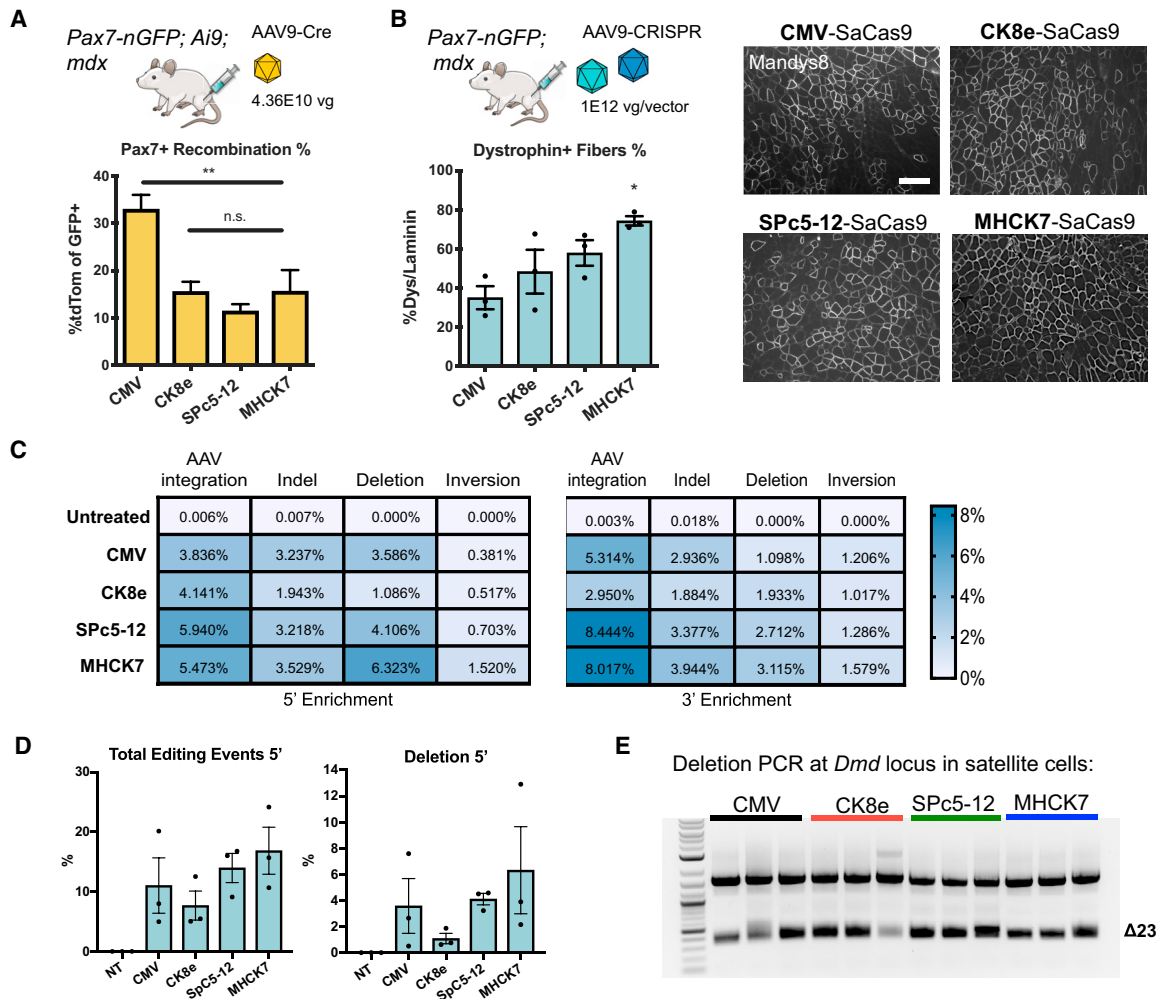 A
Pax7-nGFP; Ai9;
mdx
AAV9-Cre
4.36E10 vg
Pax7+ Recombination %
**
n.s.
%tdTom of GFP+
40
30
20
10
0
CMV
CK8e
SPc5-12
MHCK7
B
Pax7-nGFP;
mdx
AAV9-CRISPR
1E12 vg/vector
Dystrophin+ Fibers %
*
%Dys/Laminin
100
80
60
40
20
0
CMV
CK8e
SPc5-12
MHCK7
CMV-SaCas9
CK8e-SaCas9
Mandys8
SPc5-12-SaCas9
MHCK7-SaCas9
C
AAV integration Indel Deletion Inversion
Untreated 0.006% 0.007% 0.000% 0.000%
CMV 3.836% 3.237% 3.586% 0.381%
CK8e 4.141% 1.943% 1.086% 0.517%
SPc5-12 5.940% 3.218% 4.106% 0.703%
MHCK7 5.473% 3.529% 6.323% 1.520%
5' Enrichment
AAV integration Indel Deletion Inversion
0.003% 0.018% 0.000% 0.000%
5.314% 2.936% 1.098% 1.206%
2.950% 1.884% 1.933% 1.017%
8.444% 3.377% 2.712% 1.286%
8.017% 3.944% 3.115% 1.579%
3' Enrichment
8%
6%
4%
2%
0%
D
Total Editing Events 5'
%
30
20
10
0
NT
CMV
CK8e
SpC5-12
MHCK7
Deletion 5'
%
14
12
10
8
6
4
2
0
NT
CMV
CK8e
SpC5-12
MHCK7
E
Deletion PCR at Dmd locus in satellite cells:
CMV CK8e SPc5-12 MHCK7
Δ23